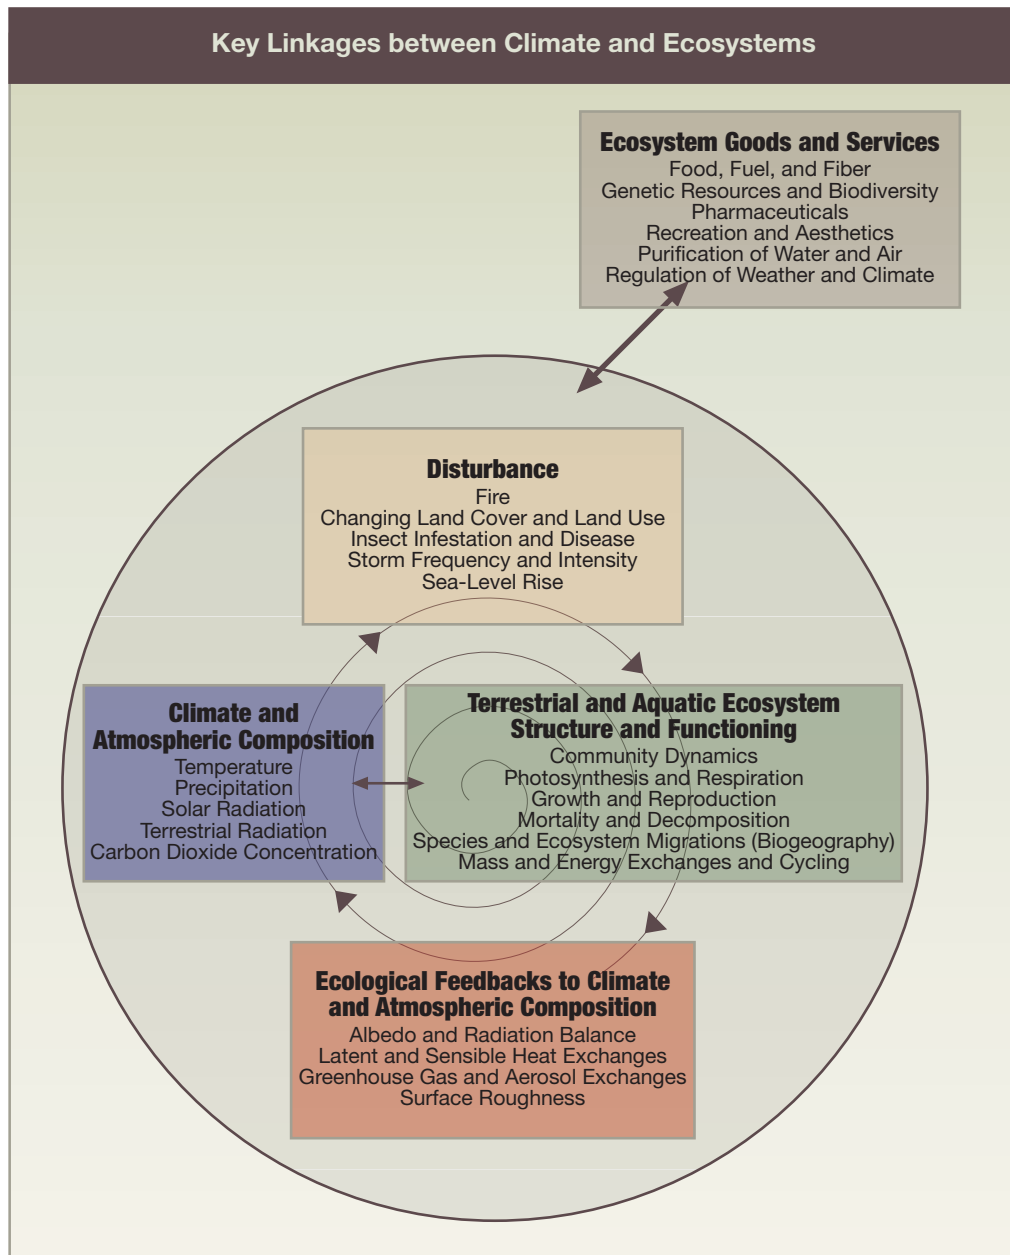 Key Linkages between Climate and Ecosystems
Ecosystem Goods and Services
Food, Fuel, and Fiber
Genetic Resources and Biodiversity
Pharmaceuticals
Recreation and Aesthetics
Purification of Water and Air
Regulation of Weather and Climate
Disturbance
Fire
Changing Land Cover and Land Use
Insect Infestation and Disease
Storm Frequency and Intensity
Sea-Level Rise
Climate and
Atmospheric Composition
Temperature
Precipitation
Solar Radiation
Terrestrial Radiation
Carbon Dioxide Concentration
Terrestrial and Aquatic Ecosystem
Structure and Functioning
Community Dynamics
Photosynthesis and Respiration
Growth and Reproduction
Mortality and Decomposition
Species and Ecosystem Migrations (Biogeography)
Mass and Energy Exchanges and Cycling
Ecological Feedbacks to Climate
and Atmospheric Composition
Albedo and Radiation Balance
Latent and Sensible Heat Exchanges
Greenhouse Gas and Aerosol Exchanges
Surface Roughness